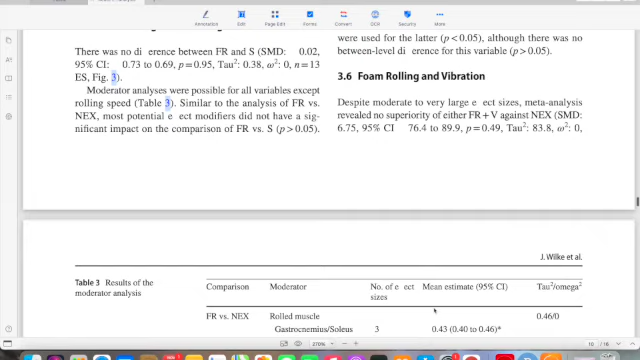 Annotation
Edit
Page Edit
Forms
Convert
OCR
Security
More
There was no di erence between FR and S (SMD: 0.02,
95% CI: 0.73 to 0.69, p=0.95, Tau²: 0.38, ω²: 0, n=13
ES, Fig. 3).
Moderator analyses were possible for all variables except
rolling speed (Table 3). Similar to the analysis of FR vs.
NEX, most potential e ect modifiers did not have a sig-
nificant impact on the comparison of FR vs. S (p>0.05).
were used for the latter (p<0.05), although there was no
between-level di erence for this variable (p>0.05).
3.6 Foam Rolling and Vibration
Despite moderate to very large e ect sizes, meta-analysis
revealed no superiority of either FR+V against NEX (SMD:
6.75, 95% CI 76.4 to 89.9, p=0.49, Tau²: 83.8, ω²: 0,
J. Wilke et al.
Table 3 Results of the
moderator analysis
Comparison
Moderator
No. of e ect
sizes
Mean estimate (95% CI)
Tau²/omega²
FR vs. NEX
Rolled muscle
0.46/0
Gastrocnemius/Soleus
3
0.43 (0.40 to 0.46)*
270%